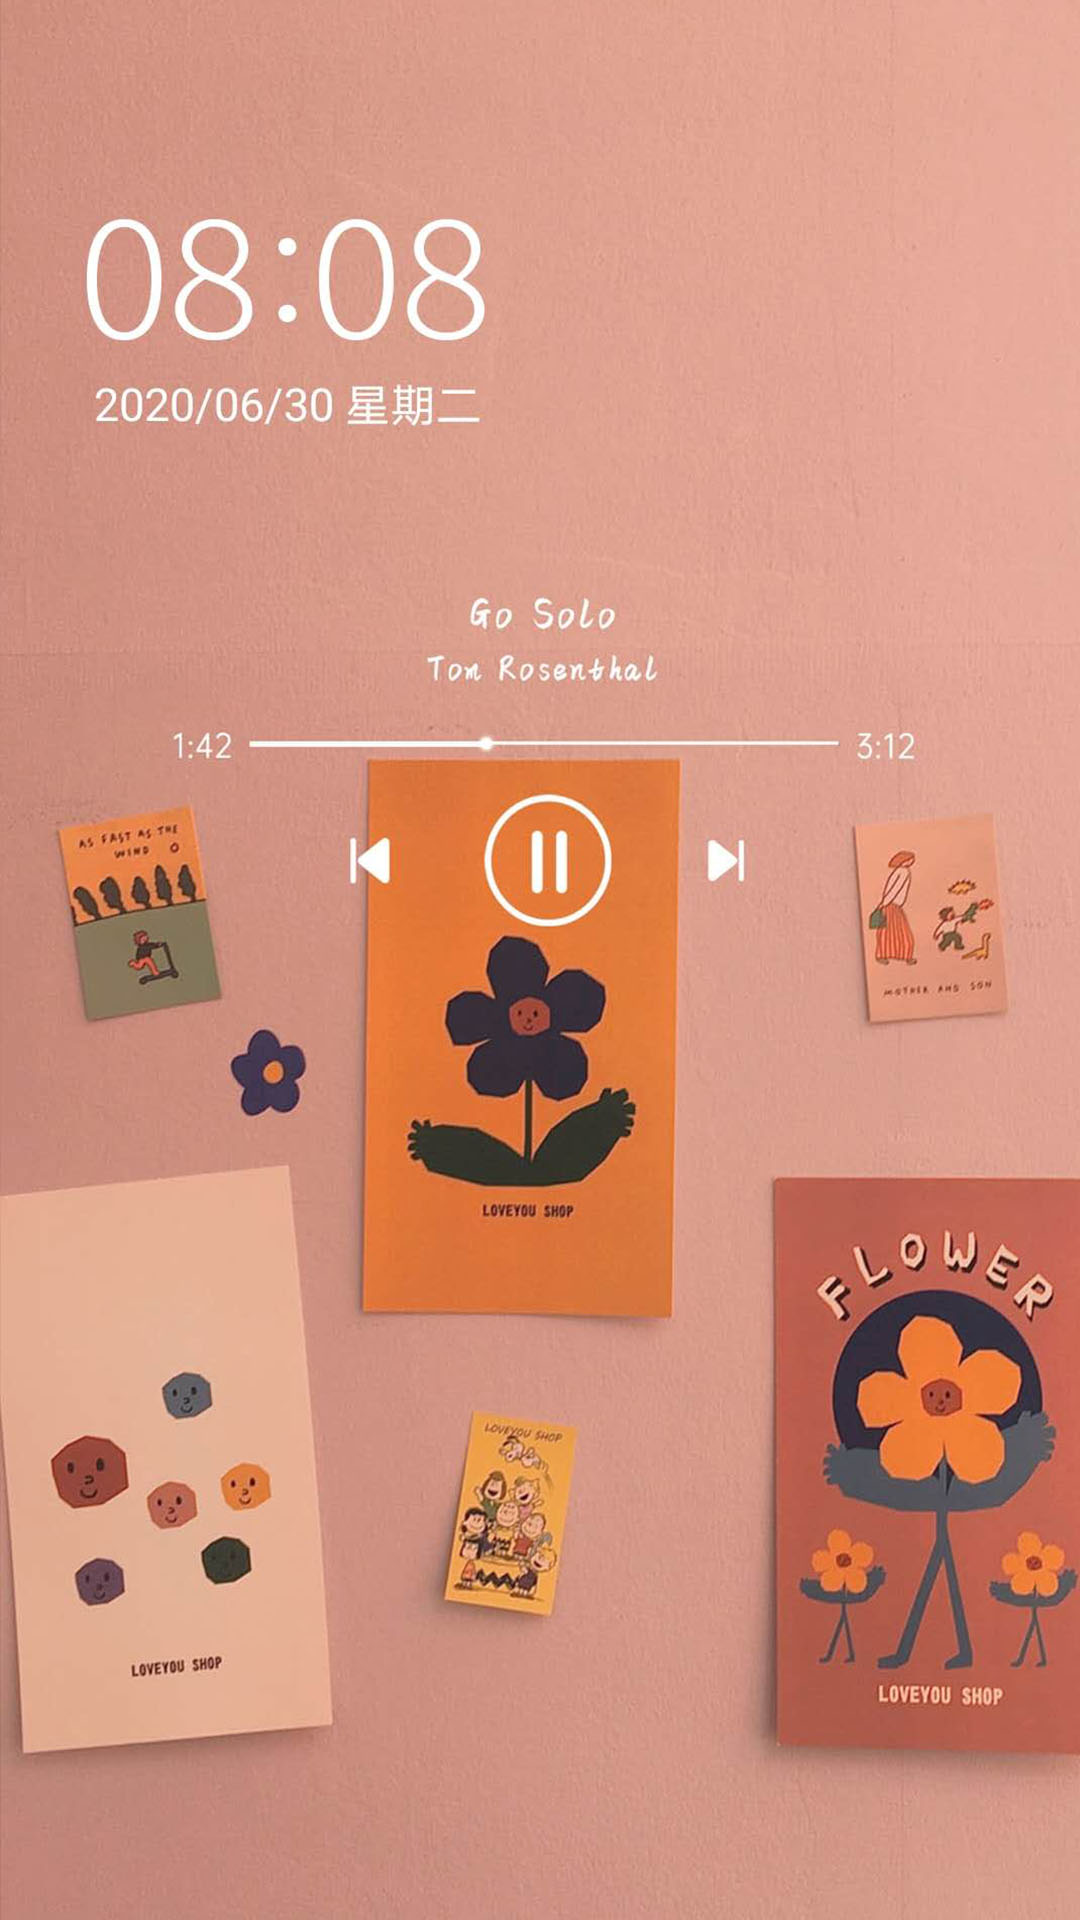 08:08
2020/06/30 星期二
Go Solo
Tom Rosenthal
1:42
3:12
AS FAST AS THE
WIND
MOTHER AND SON
LOVEYOU SHOP
FLOWER
LOVEYOU SHOP
LOVEYOU SHOP
LOVEYOU SHOP